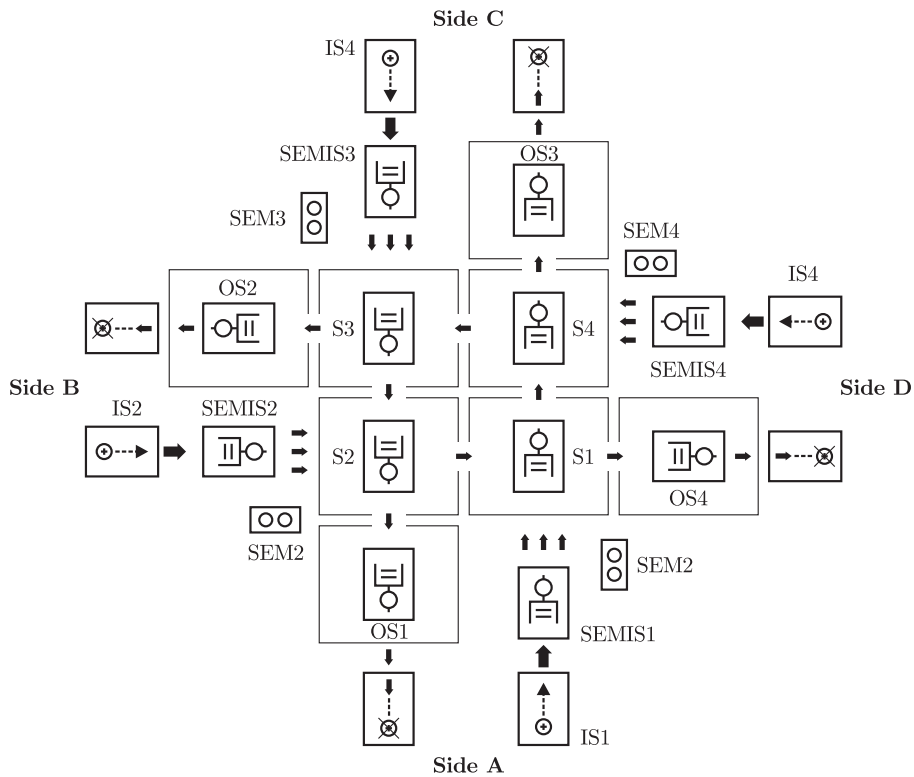 Side C
IS4
SEMIS3
OS3
SEM3
SEM4
IS4
OS2
S3
S4
SEMIS4
Side B
Side D
IS2
SEMIS2
S2
S1
OS4
SEM2
SEM2
OS1
SEMIS1
IS1
Side A